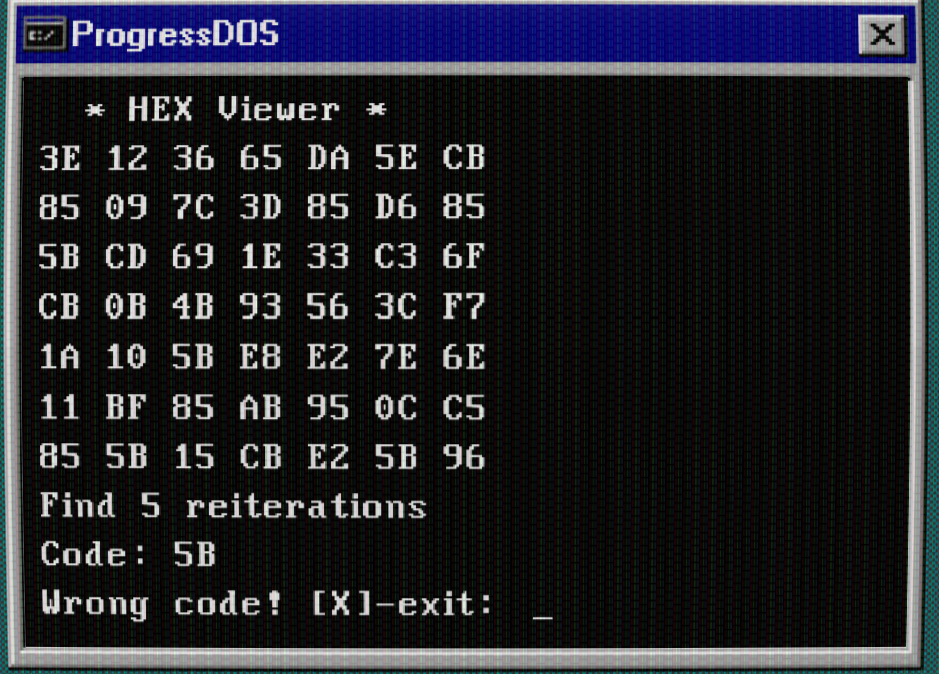 ProgressDOS
* HEX Viewer *
3E 12 36 65 DA 5E CB
85 09 7C 3D 85 D6 85
5B CD 69 1E 33 C3 6F
CB 0B 4B 93 56 3C F7
1A 10 5B E8 E2 7E 6E
11 BF 85 AB 95 0C C5
85 5B 15 CB E2 5B 96
Find 5 reiterations
Code: 5B
Wrong code! [X]-exit: _